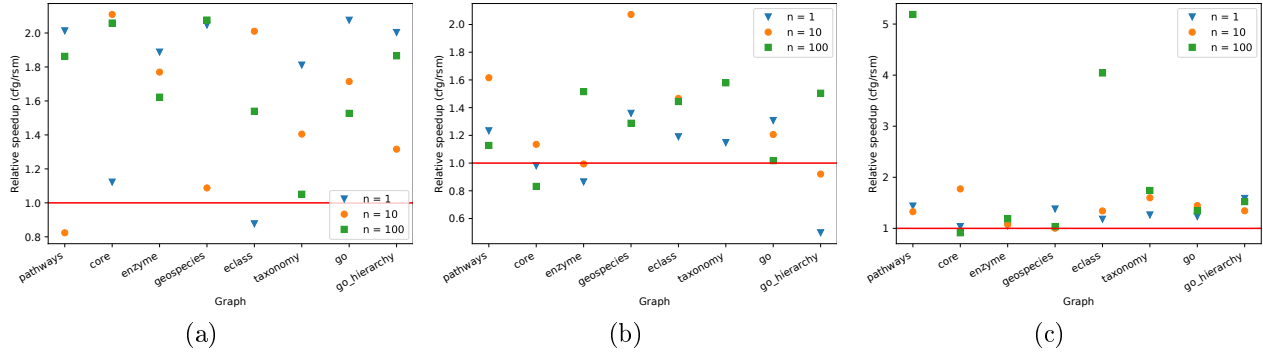 Relative speedup (cfg/rsm)
2.0
1.8
1.6
1.4
1.2
1.0
0.8
n = 1
n = 10
n = 100
pathways
core
enzyme
geospecies
eclass
taxonomy
go
go_hierarchy
Graph
(a)
Relative speedup (cfg/rsm)
2.0
1.8
1.6
1.4
1.2
1.0
0.8
0.6
n = 1
n = 10
n = 100
pathways
core
enzyme
geospecies
eclass
taxonomy
go
go_hierarchy
Graph
(b)
Relative speedup (cfg/rsm)
5
4
3
2
1
n = 1
n = 10
n = 100
pathways
core
enzyme
geospecies
eclass
taxonomy
go
go_hierarchy
Graph
(c)